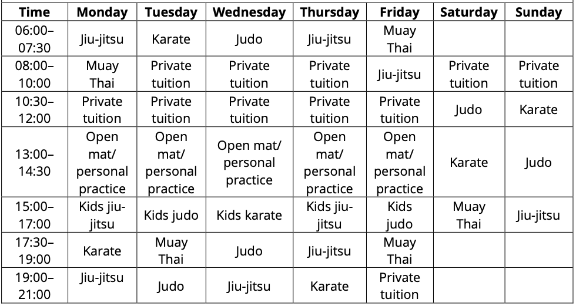 Time Monday Tuesday Wednesday Thursday Friday Saturday Sunday
06:00– Jiu-jitsu Karate Judo Jiu-jitsu Muay
07:30 Thai
08:00– Muay Private Private Private Jiu-jitsu Private Private
10:00 Thai tuition tuition tuition tuition tuition
10:30– Private Private Private Private Private Judo Karate
12:00 tuition tuition tuition tuition tuition
13:00– Open Open Open mat/ Open Open Karate Judo
14:30 mat/ mat/ personal mat/ mat/
personal personal practice personal personal
practice practice practice practice
15:00– Kids jiu- Kids judo Kids karate Kids jiu- Kids Muay Jiu-jitsu
17:00 jitsu jitsu judo Thai
17:30– Karate Muay Judo Jiu-jitsu Muay
19:00 Thai Thai
19:00– Jiu-jitsu Judo Jiu-jitsu Karate Private
21:00 tuition